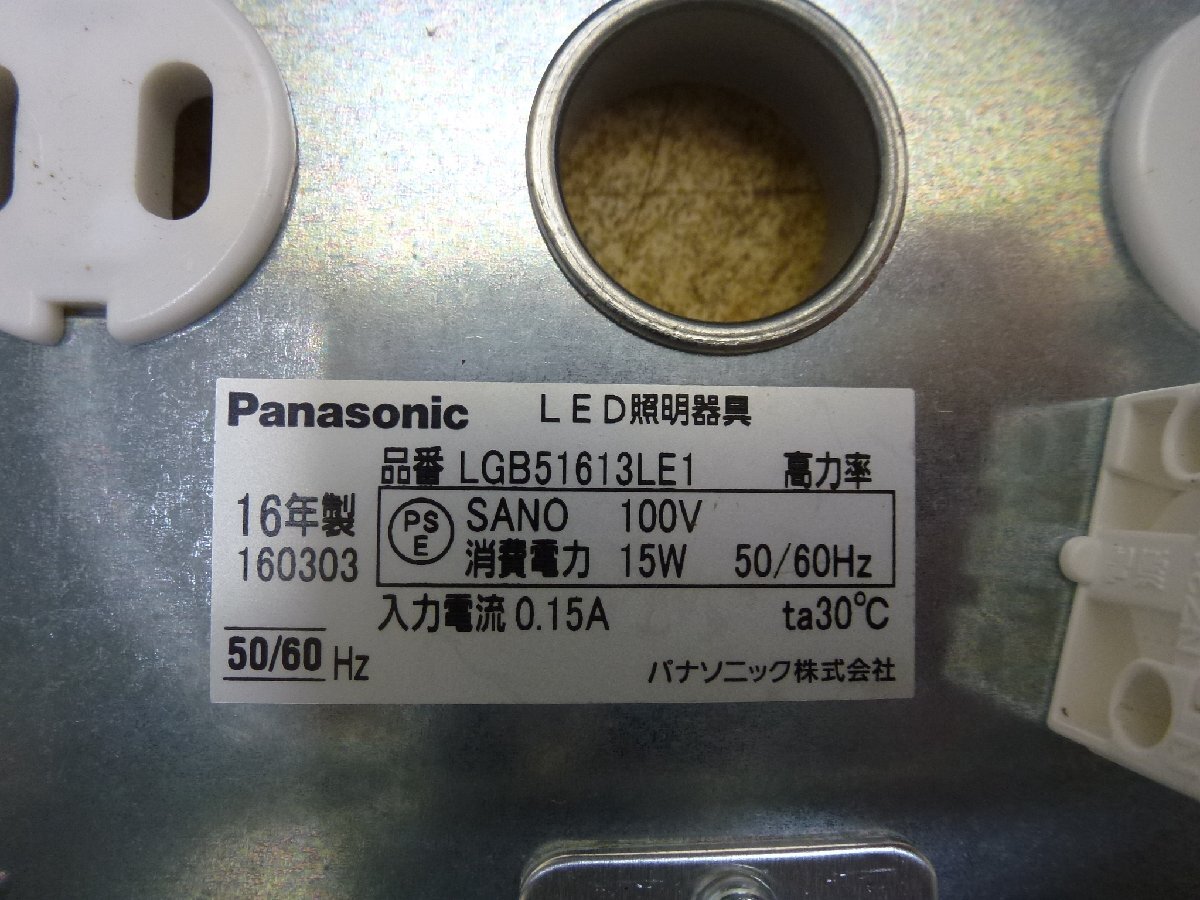 Panasonic LED照明器具
品番 LGB51613LE1 高力率
16年製
160303
PSE SANO 100V
消費電力 15W 50/60Hz
入力電流 0.15A ta30℃
50/60 Hz
パナソニック株式会社